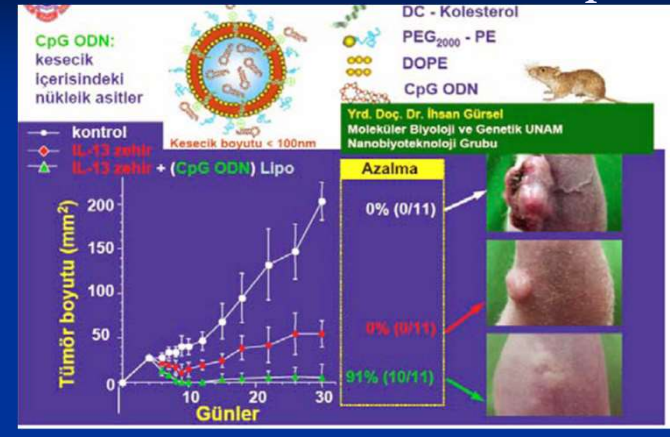 CpG ODN:
kesecik
içerisindeki
nükleik asitler
Kesecik boyutu < 100nm
DC - Kolesterol
PEG2000 - PE
DOPE
CpG ODN
Yrd. Doç. Dr. İhsan Gürsel
Moleküler Biyoloji ve Genetik UNAM
Nanobiyoteknoloji Grubu
kontrol
IL-13 zehir
IL-13 zehir + (CpG ODN) Lipo
Tümör boyutu (mm2)
200
150
100
50
0
10
20
30
Günler
Azalma
0% (0/11)
0% (0/11)
91% (10/11)